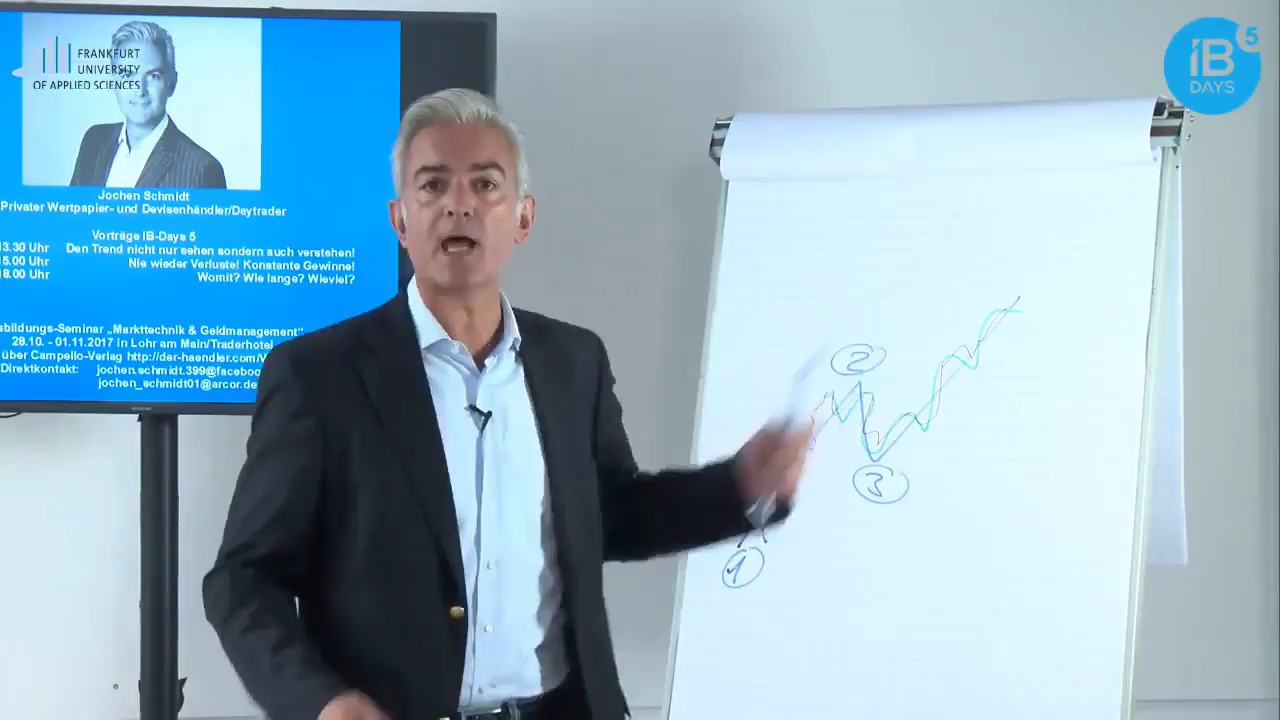 FRANKFURT
UNIVERSITY
OF APPLIED SCIENCES
Jochen Schmidt
Privater Wertpapier- und Devisenhändler/Daytrader
Vorträge IB-Days 5
13.30 Uhr Den Trend nicht nur sehen sondern auch verstehen!
15.00 Uhr Nie wieder Verluste! Konstante Gewinne!
18.00 Uhr Womit? Wie lange? Wieviel?
sbildungs-Seminar „Markttechnik & Geldmanagement“
28.10. - 01.11.2017 in Lohr am Main/Traderhotel
über Campello-Verlag http://der-haendler.com/
Direktkontakt: jochen.schmidt.399@faceboo
jochen_schmidt01@arcor.de
iB 5
DAYS
2
3
1